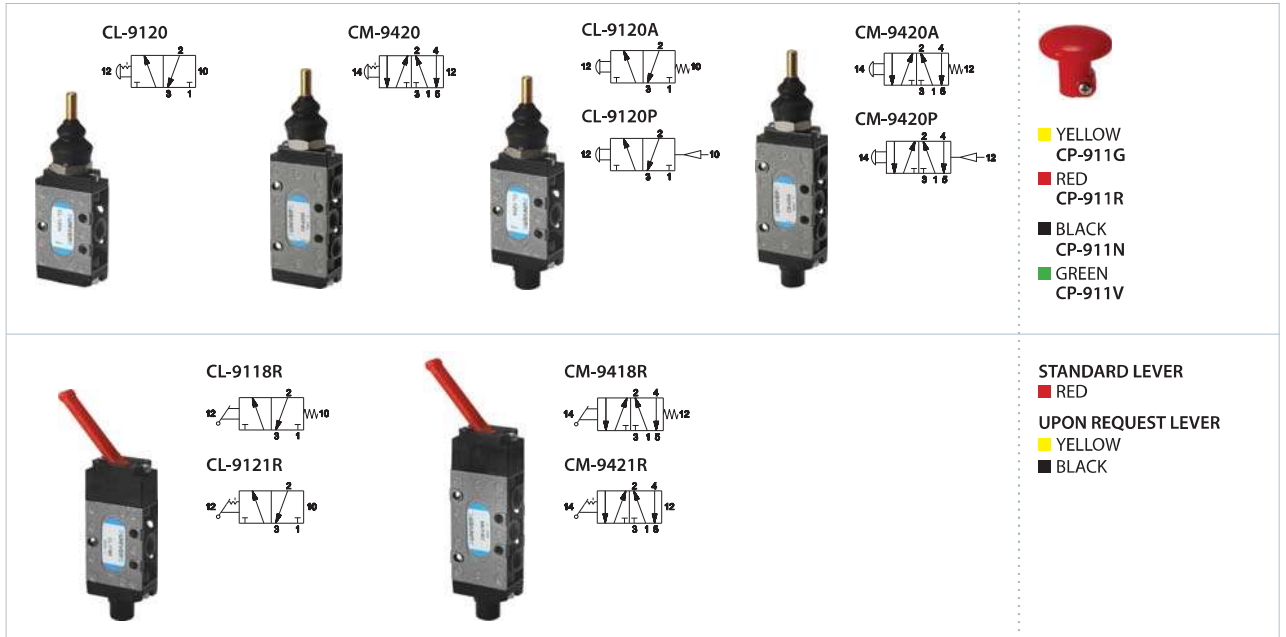 CL-9120
2
12
10
3 1
CM-9420
2 4
14
12
3 1 5
CL-9120A
2
12
10
3 1
CL-9120P
2
12
10
3 1
CM-9420A
2 4
14
12
3 1 5
CM-9420P
2 4
14
12
3 1 5
YELLOW
CP-911G
RED
CP-911R
BLACK
CP-911N
GREEN
CP-911V
CL-9118R
2
12
10
3 1
CL-9121R
2
12
10
3 1
CM-9418R
2 4
14
12
3 1 5
CM-9421R
2 4
14
12
3 1 5
STANDARD LEVER
RED
UPON REQUEST LEVER
YELLOW
BLACK